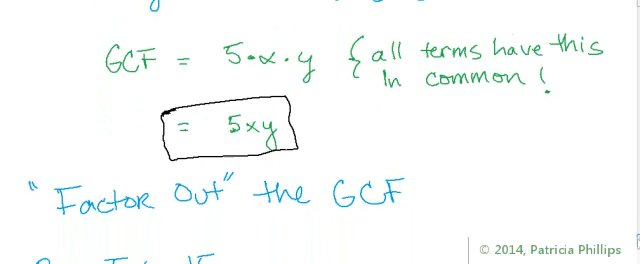 GCF = 5·x·y { all terms have this
in common!
= 5xy
"Factor Out" the GCF
© 2014, Patricia Phillips